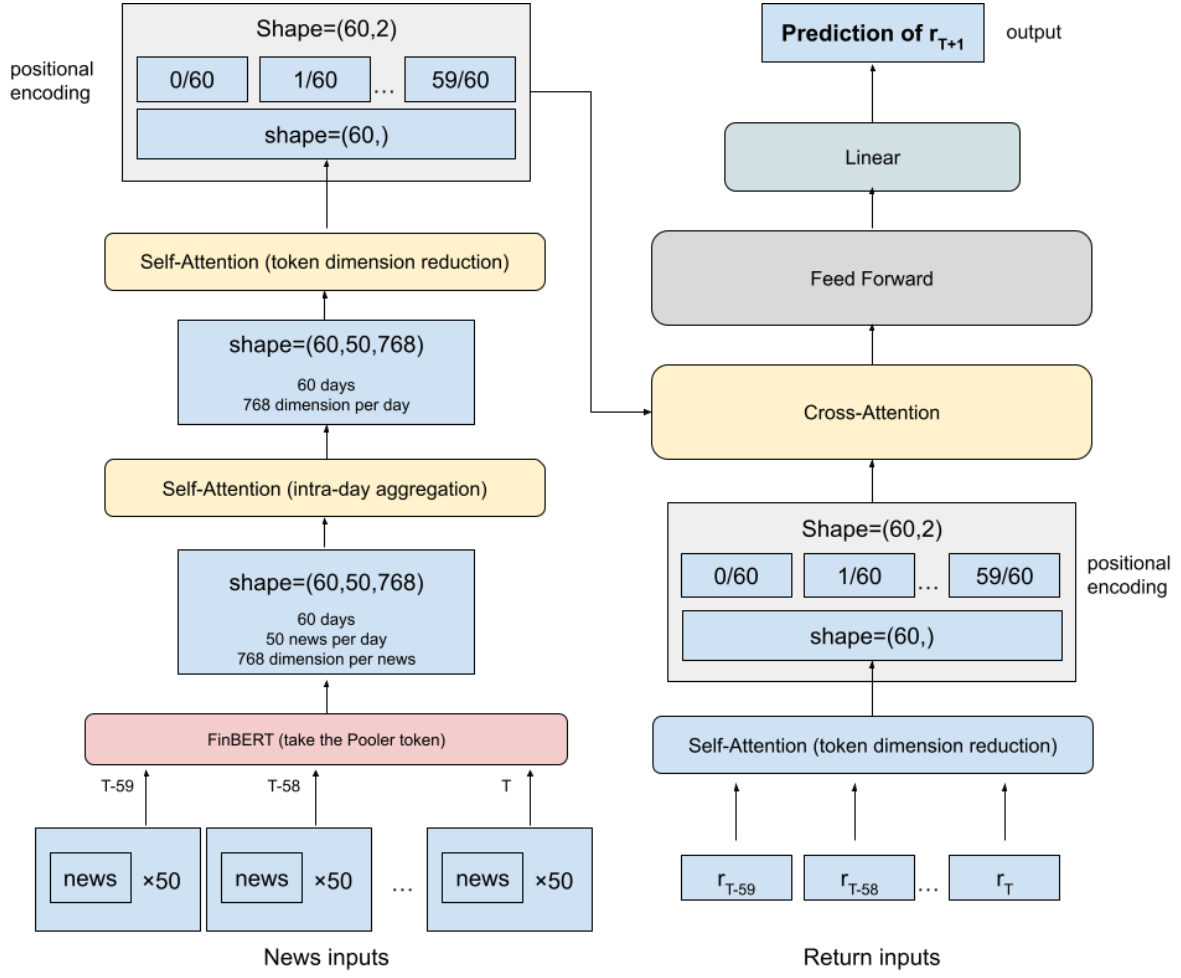 Shape=(60,2)
positional
encoding
0/60
1/60
...
59/60
shape=(60,)
Self-Attention (token dimension reduction)
shape=(60,50,768)
60 days
768 dimension per day
Self-Attention (intra-day aggregation)
shape=(60,50,768)
60 days
50 news per day
768 dimension per news
FinBERT (take the Pooler token)
T-59
T-58
T
news ×50
news ×50
...
news ×50
News inputs
Prediction of r_{T+1}
output
Linear
Feed Forward
Cross-Attention
Shape=(60,2)
positional
encoding
0/60
1/60
...
59/60
shape=(60,)
Self-Attention (token dimension reduction)
r_{T-59}
r_{T-58}
...
r_T
Return inputs